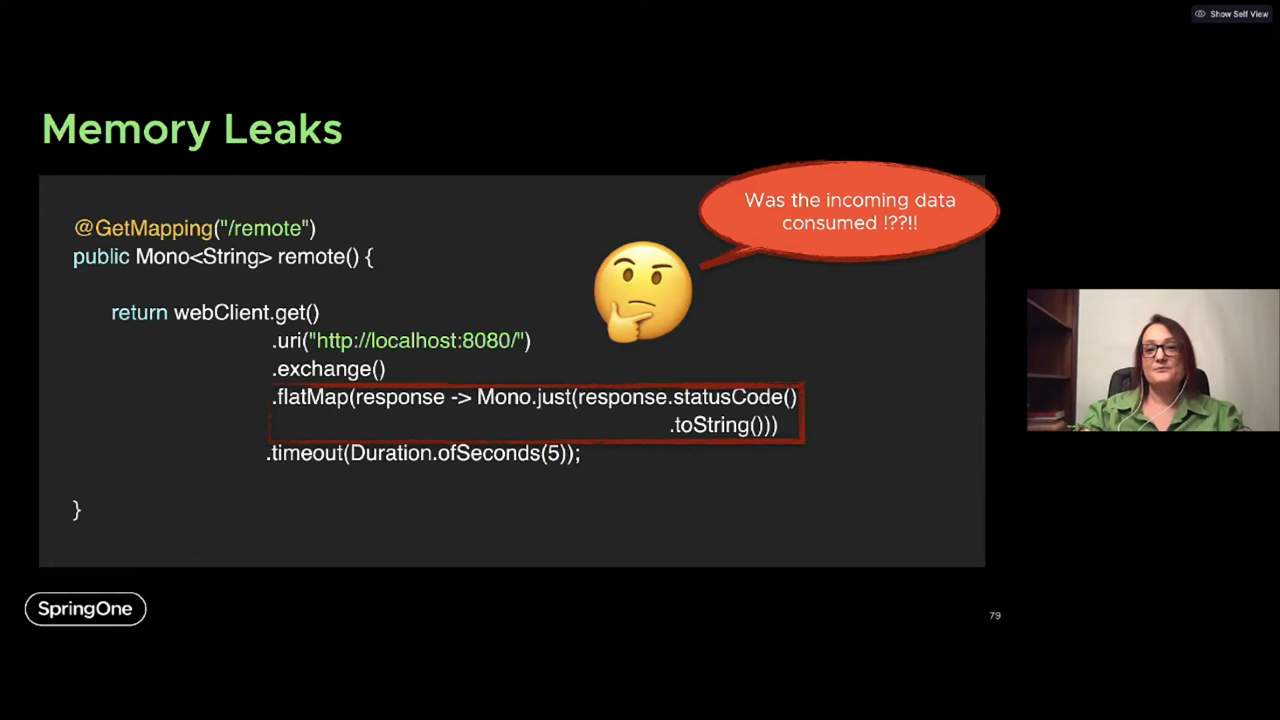 Show Self View
Memory Leaks
Was the incoming data
consumed !??!!
@GetMapping("/remote")
public Mono<String> remote() {
return webClient.get()
.uri("http://localhost:8080/")
.exchange()
.flatMap(response -> Mono.just(response.statusCode()
.toString()))
.timeout(Duration.ofSeconds(5));
}
SpringOne
79